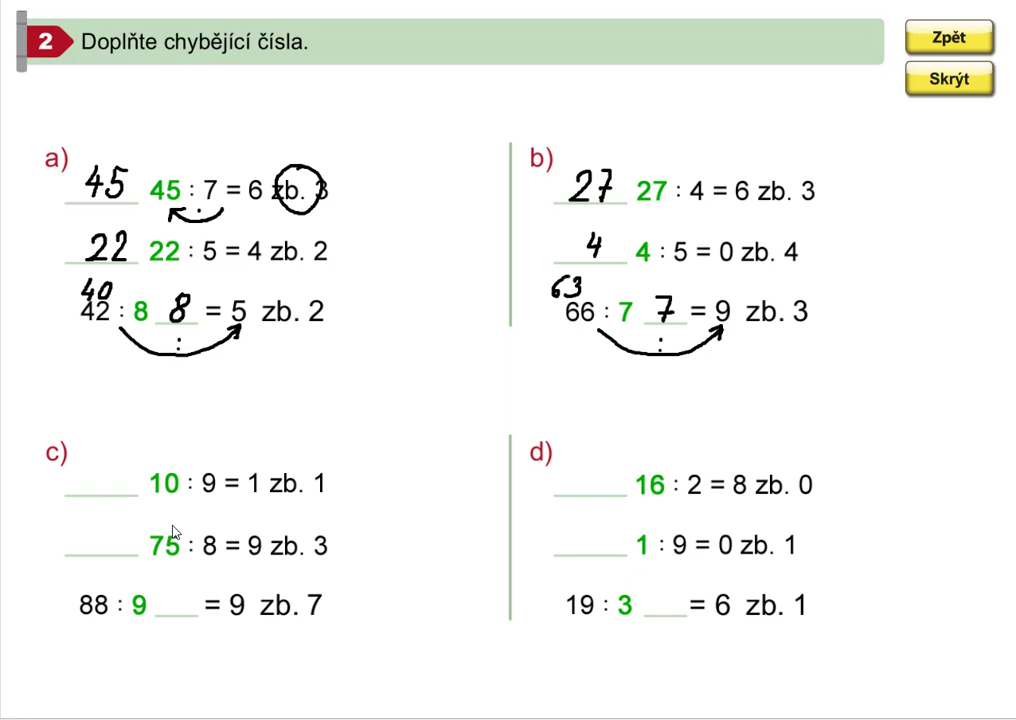 2 Doplňte chybějící čísla.
Zpět
Skrýt
a)
45 45 : 7 = 6 zb. 3
:
22 22 : 5 = 4 zb. 2
40
42 : 8 8 = 5 zb. 2
:
b)
27 27 : 4 = 6 zb. 3
4 4 : 5 = 0 zb. 4
63
66 : 7 7 = 9 zb. 3
:
c)
10 : 9 = 1 zb. 1
75 : 8 = 9 zb. 3
88 : 9 = 9 zb. 7
d)
16 : 2 = 8 zb. 0
1 : 9 = 0 zb. 1
19 : 3 = 6 zb. 1